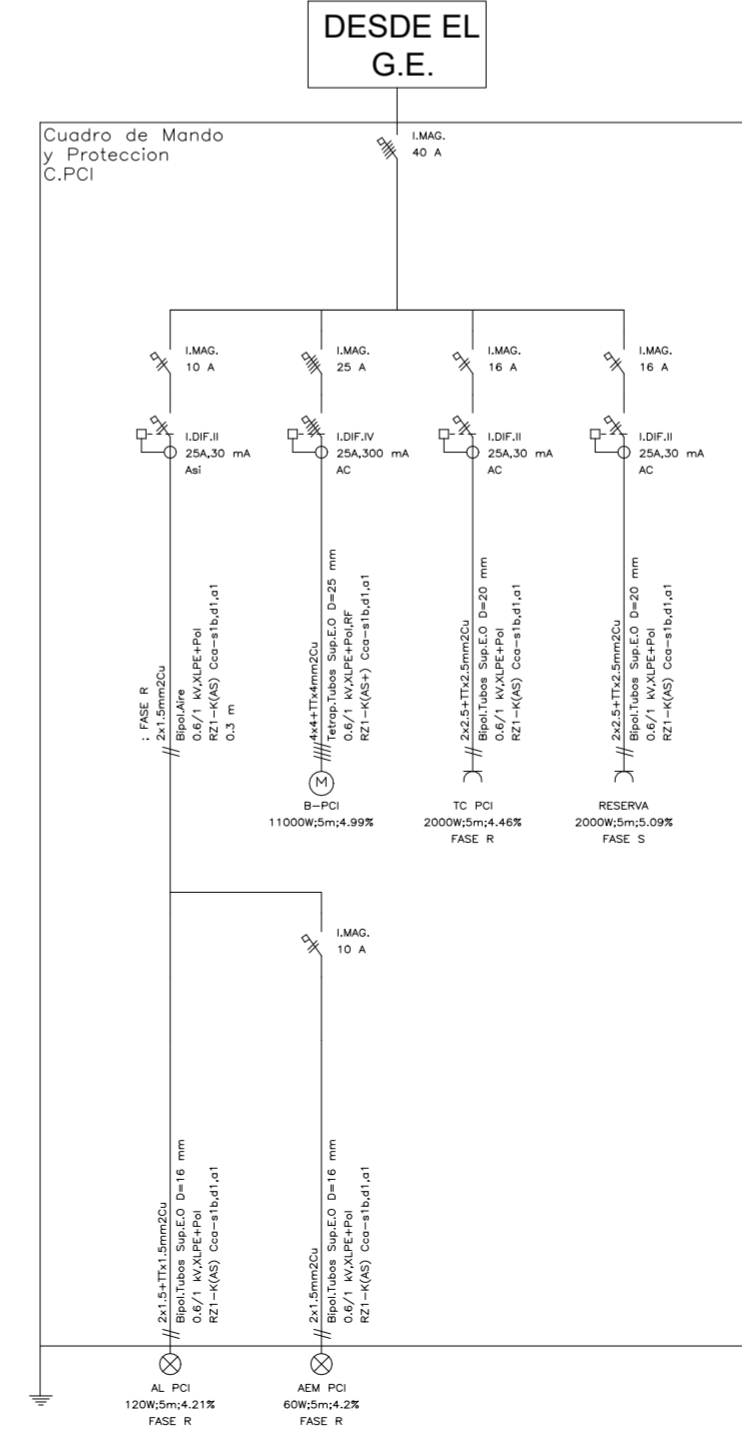 DESDE EL
G.E.
Cuadro de Mando
y Proteccion
C.PCI
I.MAG.
40 A
I.MAG.
10 A
I.MAG.
25 A
I.MAG.
16 A
I.MAG.
16 A
I.DIF.II
25A,30 mA
Asi
I.DIF.IV
25A,300 mA
AC
I.DIF.II
25A,30 mA
AC
I.DIF.II
25A,30 mA
AC
; FASE R
2x1.5mm2Cu
Bipol.Aire
0.6/1 kV,XLPE+Pol
RZ1-K(AS) Cca-s1b,d1,a1
0.3 m
4x4+TTx4mm2Cu
Tetrap.Tubos Sup.E.O D=25 mm
0.6/1 kV,XLPE+Pol,RF
RZ1-K(AS+) Cca-s1b,d1,a1
2x2.5+TTx2.5mm2Cu
Bipol.Tubos Sup.E.O D=20 mm
0.6/1 kV,XLPE+Pol
RZ1-K(AS) Cca-s1b,d1,a1
2x2.5+TTx2.5mm2Cu
Bipol.Tubos Sup.E.O D=20 mm
0.6/1 kV,XLPE+Pol
RZ1-K(AS) Cca-s1b,d1,a1
M
B-PCI
11000W;5m;4.99%
TC PCI
2000W;5m;4.46%
FASE R
RESERVA
2000W;5m;5.09%
FASE S
I.MAG.
10 A
2x1.5+TTx1.5mm2Cu
Bipol.Tubos Sup.E.O D=16 mm
0.6/1 kV,XLPE+Pol
RZ1-K(AS) Cca-s1b,d1,a1
2x1.5mm2Cu
Bipol.Tubos Sup.E.O D=16 mm
0.6/1 kV,XLPE+Pol
RZ1-K(AS) Cca-s1b,d1,a1
AL PCI
120W;5m;4.21%
FASE R
AEM PCI
60W;5m;4.2%
FASE R